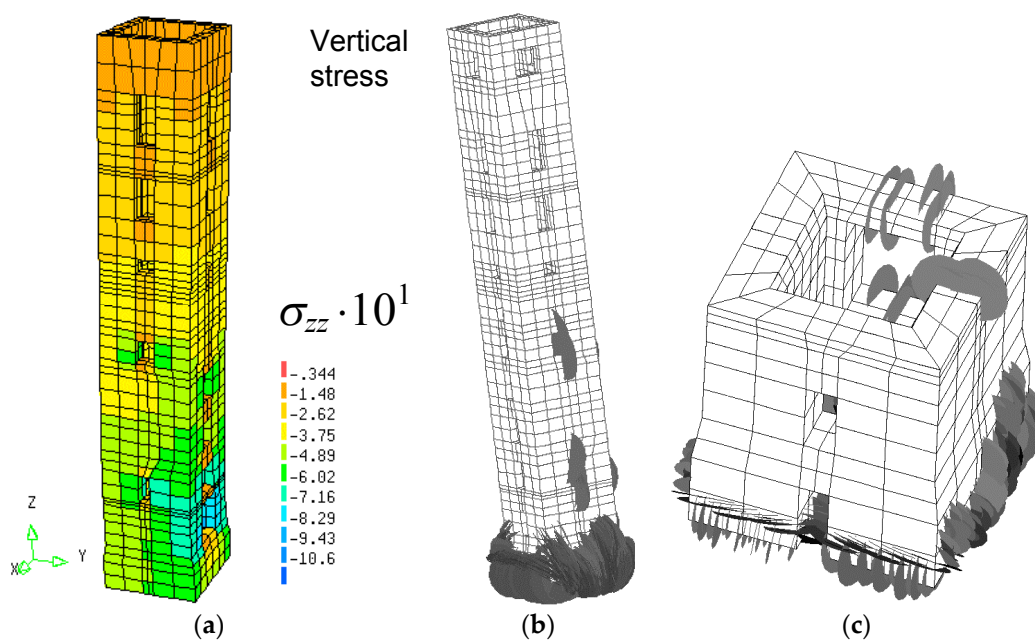 Vertical
stress
σzz · 10¹
-.344
-1.48
-2.62
-3.75
-4.89
-6.02
-7.16
-8.29
-9.43
-10.6
Z
X
Y
(a)
(b)
(c)